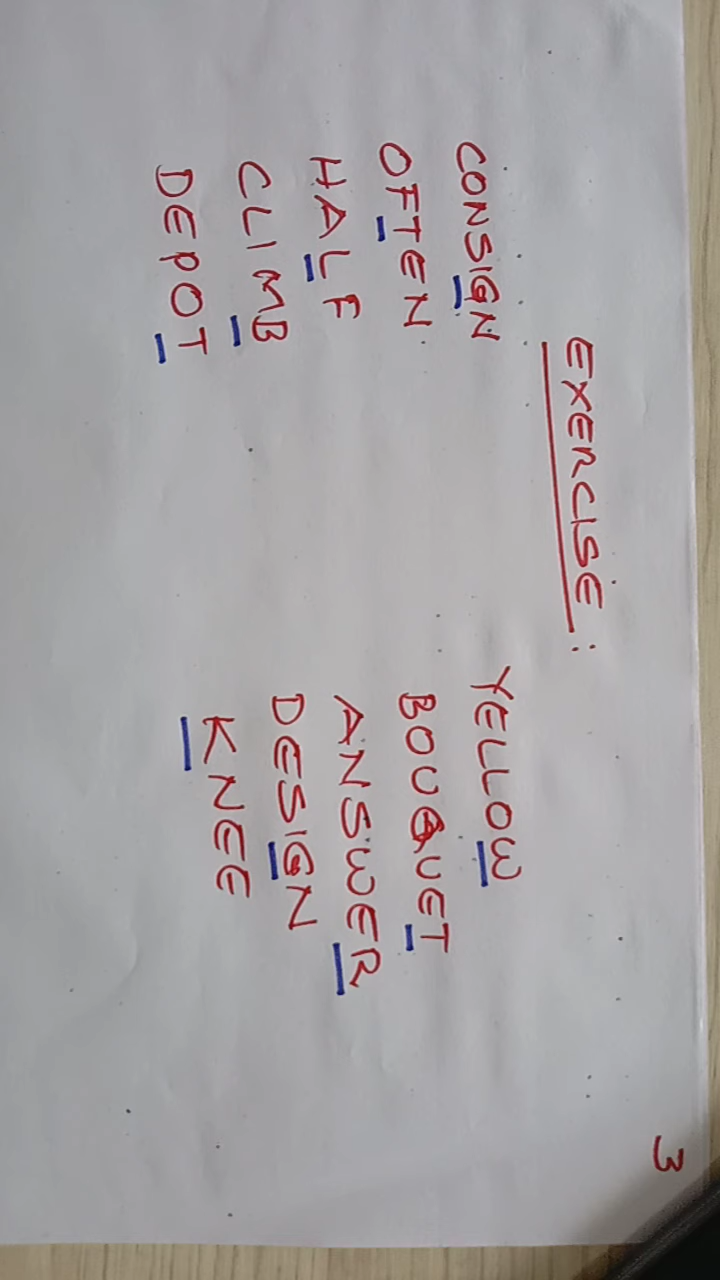 3
EXERCISE:
CONSIGN
OFTEN
HALF
CLIMB
DEPOT
YELLOW
BOUQUET
ANSWER
DESIGN
KNEE